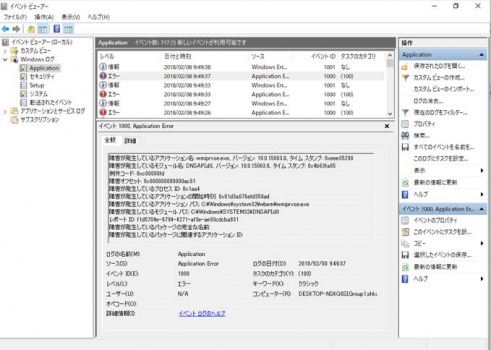 イベント ビューアー
ファイル(F) 操作(A) 表示(V) ヘルプ(H)
イベント ビューアー (ローカル)
カスタム ビュー
Windows ログ
Application
セキュリティ
Setup
システム
転送されたイベント
アプリケーションとサービス ログ
サブスクリプション
Application イベント数: 717 (!) 新しいイベントが利用可能です
レベル 日付と時刻 ソース イベント ID タスクのカテゴリ
情報 2018/02/08 9:49:38 Windows Err... 1001 なし
エラー 2018/02/08 9:49:37 Application E... 1000 (100)
情報 2018/02/08 9:49:33 Windows Err... 1001 なし
エラー 2018/02/08 9:49:27 Application E... 1000 (100)
情報 2018/02/08 9:49:27 Windows Err... 1001 なし
エラー 2018/02/08 9:49:26 Application E... 1000 (100)
イベント 1000, Application Error
全般 詳細
障害が発生しているアプリケーション名: wmiprvse.exe、バージョン: 10.0.15063.0、タイム スタンプ:
障害が発生しているモジュール名: DNSAPI.dll、バージョン: 10.0.15063.0、タイム スタンプ:
例外コード: 0xc00000fd
障害オフセット:
障害が発生しているプロセス ID: 0x1aa4
障害が発生しているアプリケーションの開始時刻:
障害が発生しているアプリケーション パス: C:¥Windows¥system32¥wbem¥wmiprvse.exe
障害が発生しているモジュール パス: C:¥Windows¥SYSTEM32¥DNSAPI.dll
レポート ID:
障害が発生しているパッケージの完全な名前:
障害が発生しているパッケージに関連するアプリケーション ID:
ログの名前(M): Application
ソース(S): Application Error ログの日付(D): 2018/02/08 9:49:37
イベント ID(E): 1000 タスクのカテゴリ(Y): (100)
レベル(L): エラー キーワード(K): クラシック
ユーザー(U): N/A コンピューター(R):
オペコード(O):
詳細情報(I): イベント ログのヘルプ
操作
Application
保存されたログを開く...
カスタム ビューの作成...
カスタム ビューのインポート...
ログの消去...
現在のログをフィルター...
プロパティ
検索...
すべてのイベントを名前を...
このログにタスクを設定...
表示
最新の情報に更新
ヘルプ
イベント 1000, Application Er...
イベントのプロパティ
このイベントにタスクを設...
コピー
選択したイベントの保存...
最新の情報に更新
ヘルプ